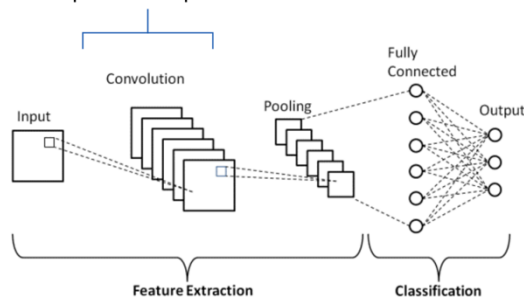 Convolution
Input
Pooling
Fully
Connected
Output
Feature Extraction
Classification